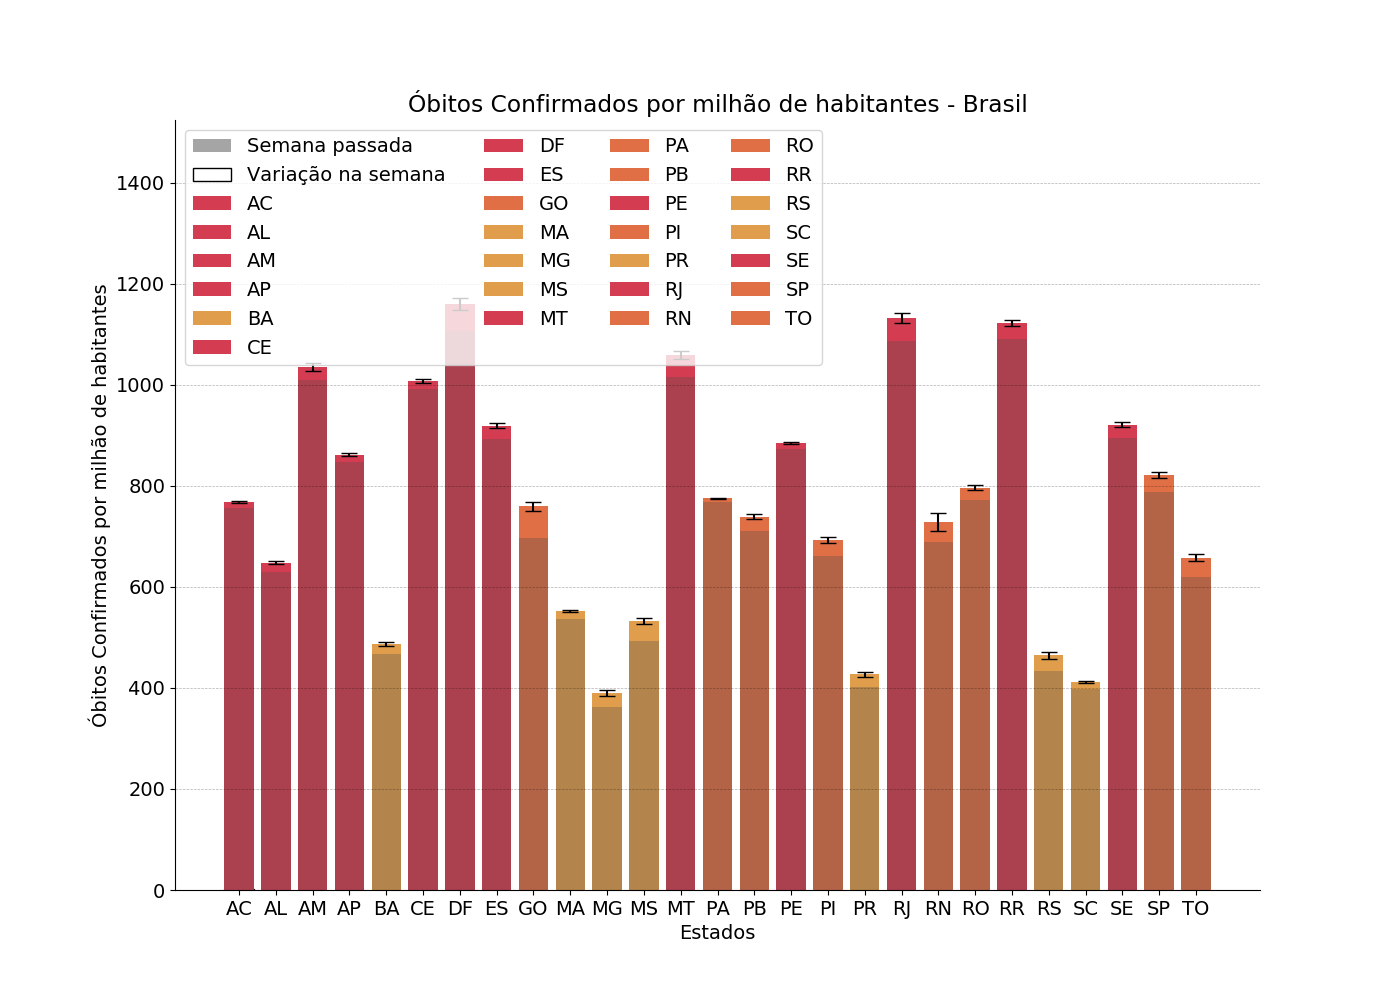 Óbitos Confirmados por milhão de habitantes - Brasil
Semana passada
Variação na semana
AC
AL
AM
AP
BA
CE
DF
ES
GO
MA
MG
MS
MT
PA
PB
PE
PI
PR
RJ
RN
RO
RR
RS
SC
SE
SP
TO
Óbitos Confirmados por milhão de habitantes
1400
1200
1000
800
600
400
200
0
AC AL AM AP BA CE DF ES GO MA MG MS MT PA PB PE PI PR RJ RN RO RR RS SC SE SP TO
Estados